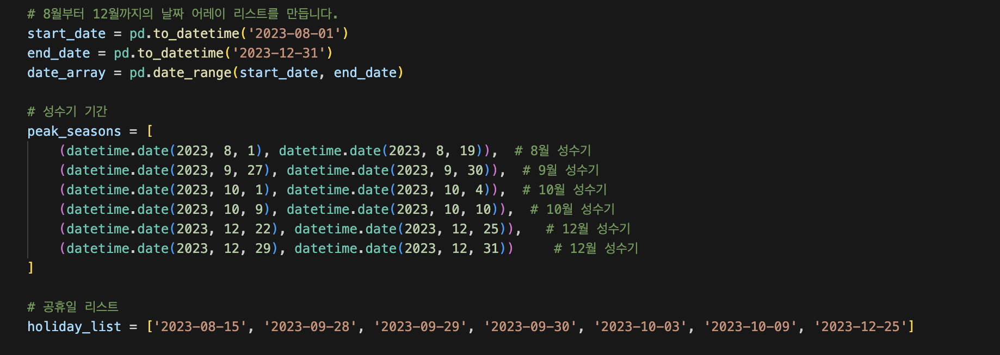 # 8월부터 12월까지의 날짜 어레이 리스트를 만듭니다.
start_date = pd.to_datetime('2023-08-01')
end_date = pd.to_datetime('2023-12-31')
date_array = pd.date_range(start_date, end_date)
# 성수기 기간
peak_seasons = [
    (datetime.date(2023, 8, 1), datetime.date(2023, 8, 19)),  # 8월 성수기
    (datetime.date(2023, 9, 27), datetime.date(2023, 9, 30)),  # 9월 성수기
    (datetime.date(2023, 10, 1), datetime.date(2023, 10, 4)),  # 10월 성수기
    (datetime.date(2023, 10, 9), datetime.date(2023, 10, 10)),  # 10월 성수기
    (datetime.date(2023, 12, 22), datetime.date(2023, 12, 25)),   # 12월 성수기
    (datetime.date(2023, 12, 29), datetime.date(2023, 12, 31))     # 12월 성수기
]
# 공휴일 리스트
holiday_list = ['2023-08-15', '2023-09-28', '2023-09-29', '2023-09-30', '2023-10-03', '2023-10-09', '2023-12-25']